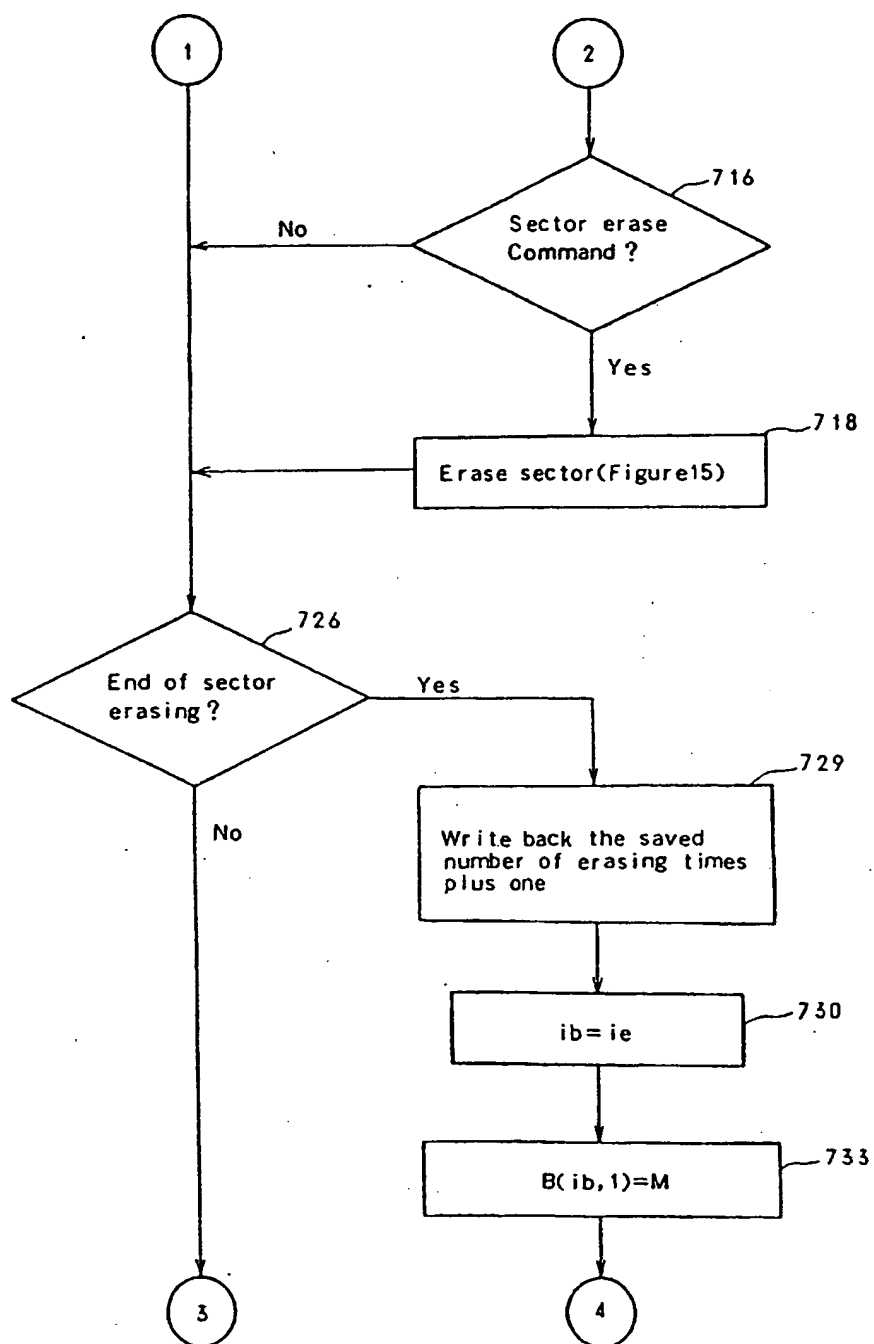 1
2
716
Sector erase
Command?
No
Yes
718
Erase sector(Figure15)
726
End of sector
erasing?
Yes
No
729
Write back the saved
number of erasing times
plus one
730
ib=ie
733
B(ib,1)=M
3
4